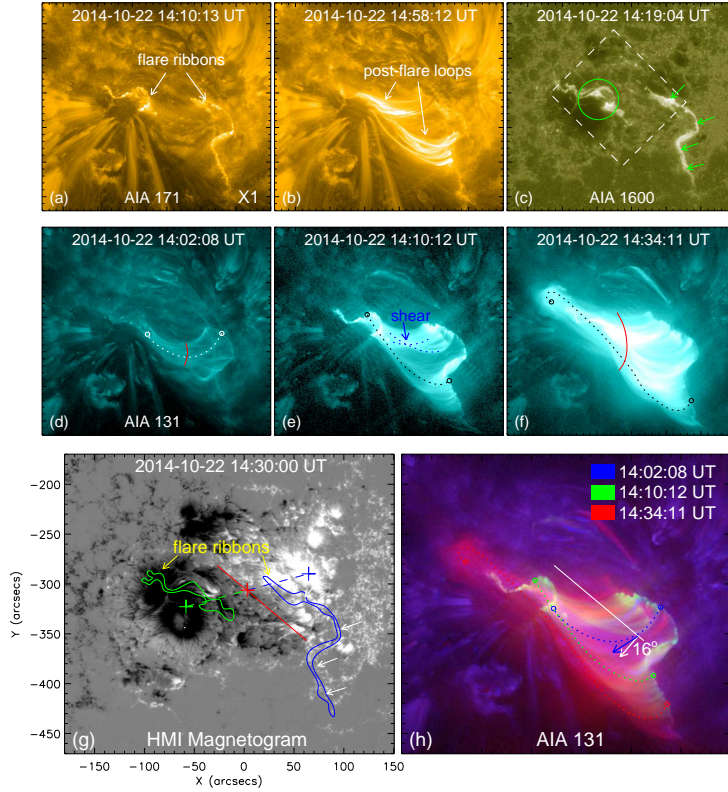 2014-10-22 14:10:13 UT
flare ribbons
(a) AIA 171 X1
2014-10-22 14:58:12 UT
post-flare loops
(b)
2014-10-22 14:19:04 UT
(c) AIA 1600
2014-10-22 14:02:08 UT
(d) AIA 131
2014-10-22 14:10:12 UT
shear
(e)
2014-10-22 14:34:11 UT
(f)
2014-10-22 14:30:00 UT
flare ribbons
(g) HMI Magnetogram
-200
-250
-300
-350
-400
-450
Y (arcsecs)
-150 -100 -50 0 50 100 150
X (arcsecs)
14:02:08 UT
14:10:12 UT
14:34:11 UT
16°
(h) AIA 131